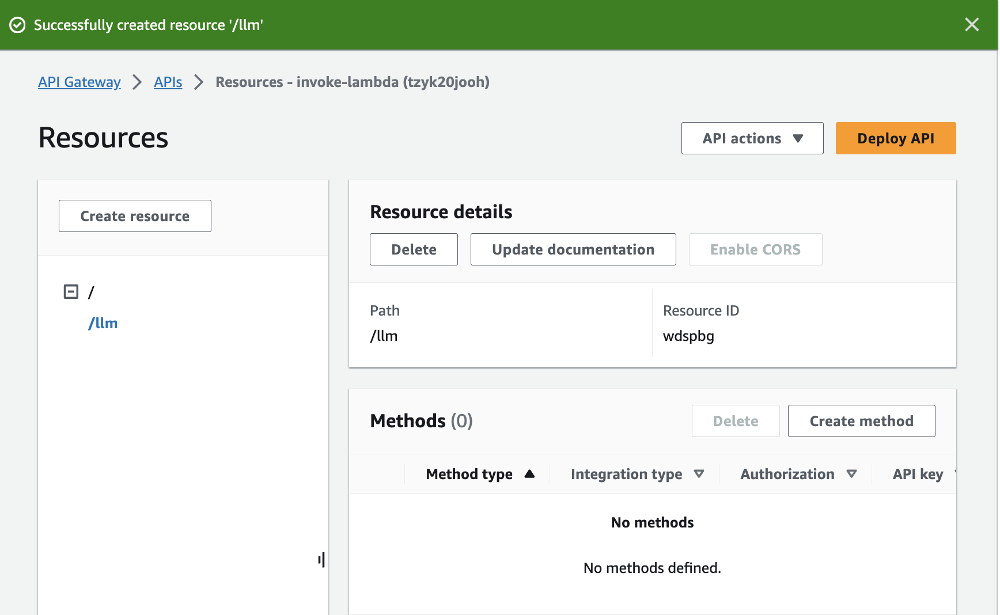 Successfully created resource '/llm'
API Gateway > APIs > Resources - invoke-lambda (tzyk20jooh)
Resources
API actions
Deploy API
Create resource
/
/llm
Resource details
Delete
Update documentation
Enable CORS
Path
/llm
Resource ID
wdspbg
Methods (0)
Delete
Create method
Method type
Integration type
Authorization
API key
No methods
No methods defined.